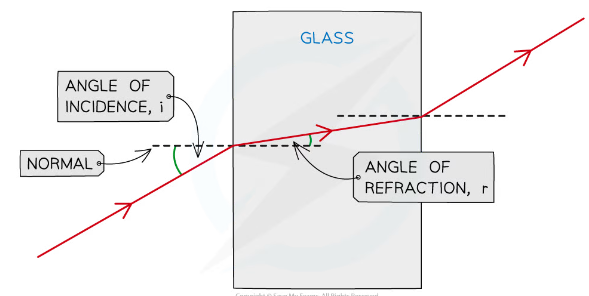 GLASS
ANGLE OF
INCIDENCE, i
NORMAL
ANGLE OF
REFRACTION, r
Copyright © Save My Exams. All Rights Reserved